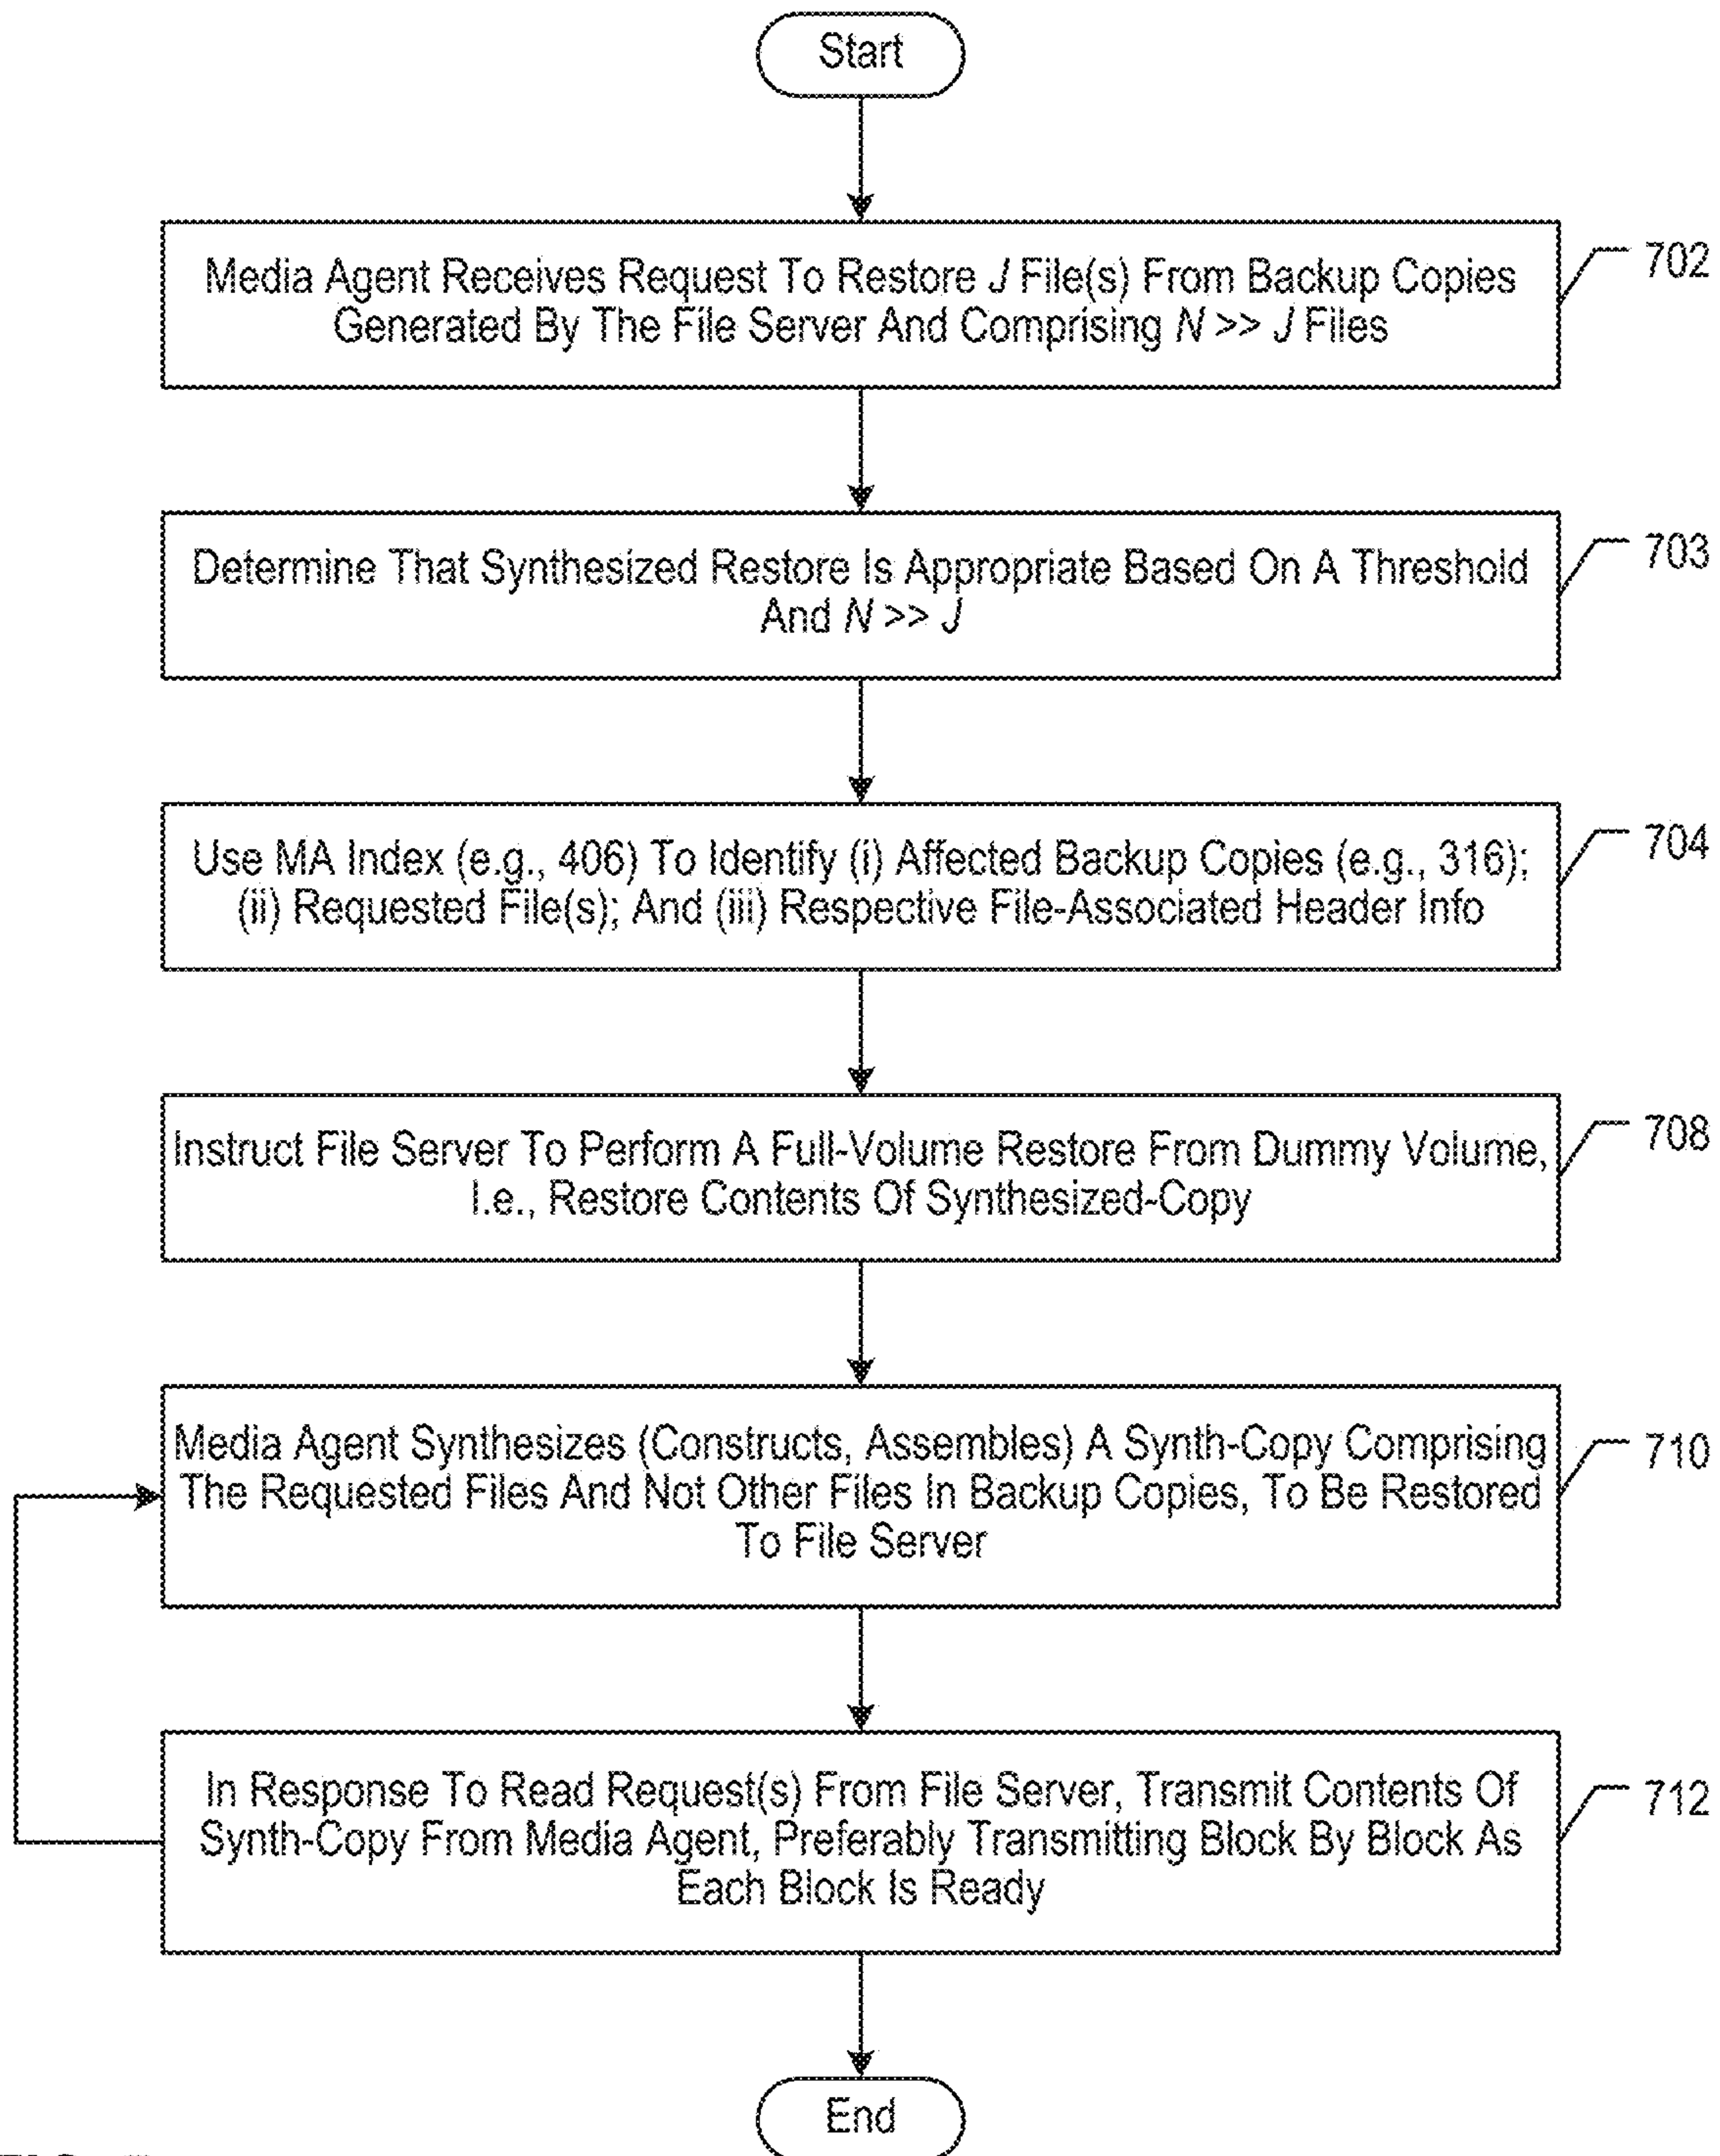 Start
Media Agent Receives Request To Restore J File(s) From Backup Copies
Generated By The File Server And Comprising N >> J Files
702
Determine That Synthesized Restore Is Appropriate Based On A Threshold
And N >> J
703
Use MA Index (e.g., 406) To Identify (i) Affected Backup Copies (e.g., 316);
(ii) Requested File(s); And (iii) Respective File-Associated Header Info
704
Instruct File Server To Perform A Full-Volume Restore From Dummy Volume,
I.e., Restore Contents Of Synthesized-Copy
708
Media Agent Synthesizes (Constructs, Assembles) A Synth-Copy Comprising
The Requested Files And Not Other Files In Backup Copies, To Be Restored
To File Server
710
In Response To Read Request(s) From File Server, Transmit Contents Of
Synth-Copy From Media Agent, Preferably Transmitting Block By Block As
Each Block Is Ready
712
End